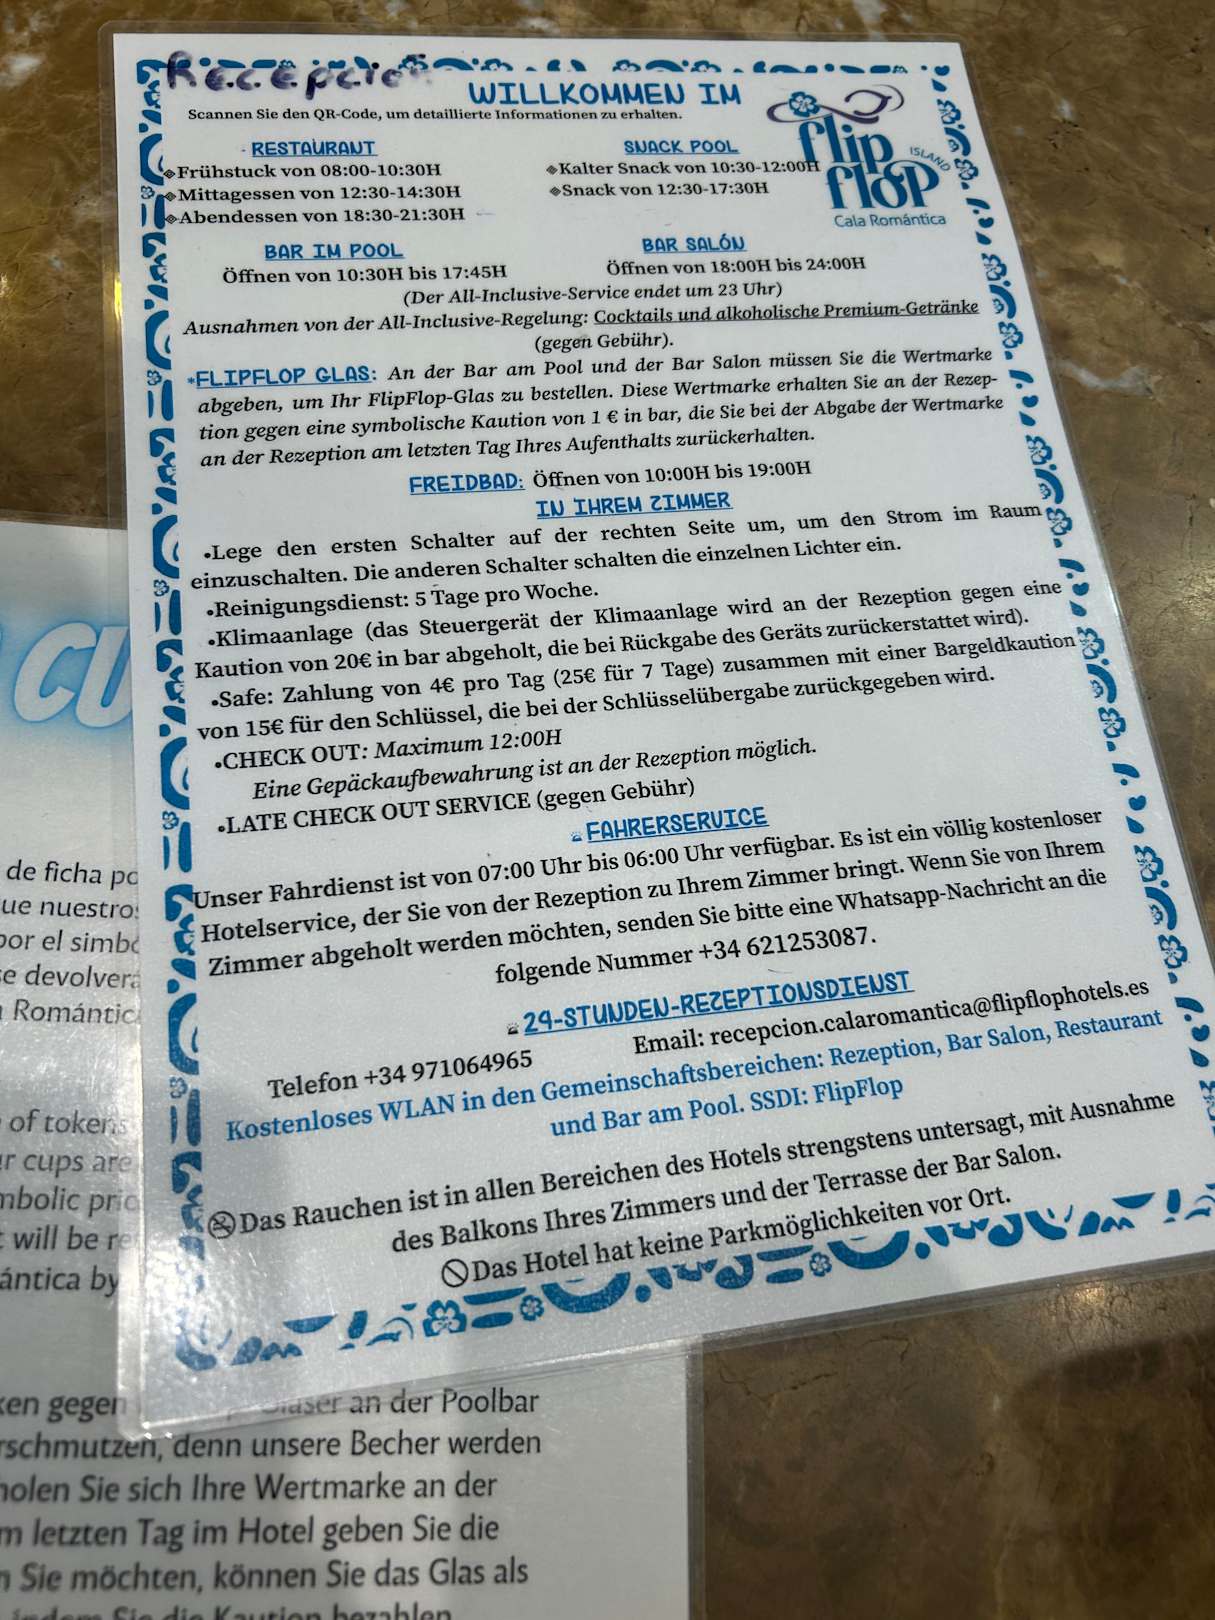 Recepción
WILLKOMMEN IM
Scannen Sie den QR-Code, um detaillierte Informationen zu erhalten.
flip flop
ISLAND
Cala Romántica
RESTAURANT
Frühstuck von 08:00-10:30H
Mittagessen von 12:30-14:30H
Abendessen von 18:30-21:30H
SNACK POOL
Kalter Snack von 10:30-12:00H
Snack von 12:30-17:30H
BAR IM POOL
Öffnen von 10:30H bis 17:45H
BAR SALÓN
Öffnen von 18:00H bis 24:00H
(Der All-Inclusive-Service endet um 23 Uhr)
Ausnahmen von der All-Inclusive-Regelung: Cocktails und alkoholische Premium-Getränke
(gegen Gebühr).
*FLIPFLOP GLAS: An der Bar am Pool und der Bar Salon müssen Sie die Wertmarke
abgeben, um Ihr FlipFlop-Glas zu bestellen. Diese Wertmarke erhalten Sie an der Rezep-
tion gegen eine symbolische Kaution von 1 € in bar, die Sie bei der Abgabe der Wertmarke
an der Rezeption am letzten Tag Ihres Aufenthalts zurückerhalten.
FREIDBAD: Öffnen von 10:00H bis 19:00H
IN IHREM ZIMMER
•Lege den ersten Schalter auf der rechten Seite um, um den Strom im Raum
einzuschalten. Die anderen Schalter schalten die einzelnen Lichter ein.
•Reinigungsdienst: 5 Tage pro Woche.
•Klimaanlage (das Steuergerät der Klimaanlage wird an der Rezeption gegen eine
Kaution von 20€ in bar abgeholt, die bei Rückgabe des Geräts zurückerstattet wird).
•Safe: Zahlung von 4€ pro Tag (25€ für 7 Tage) zusammen mit einer Bargeldkaution
von 15€ für den Schlüssel, die bei der Schlüsselübergabe zurückgegeben wird.
•CHECK OUT: Maximum 12:00H
Eine Gepäckaufbewahrung ist an der Rezeption möglich.
•LATE CHECK OUT SERVICE (gegen Gebühr)
FAHRERSERVICE
Unser Fahrdienst ist von 07:00 Uhr bis 06:00 Uhr verfügbar. Es ist ein völlig kostenloser
Hotelservice, der Sie von der Rezeption zu Ihrem Zimmer bringt. Wenn Sie von Ihrem
Zimmer abgeholt werden möchten, senden Sie bitte eine Whatsapp-Nachricht an die
folgende Nummer +34 621253087.
24-STUNDEN-REZEPTIONSDIENST
Telefon +34 971064965
Email: recepcion.calaromantica@flipflophotels.es
Kostenloses WLAN in den Gemeinschaftsbereichen: Rezeption, Bar Salon, Restaurant
und Bar am Pool. SSDI: FlipFlop
Das Rauchen ist in allen Bereichen des Hotels strengstens untersagt, mit Ausnahme
des Balkons Ihres Zimmers und der Terrasse der Bar Salon.
Das Hotel hat keine Parkmöglichkeiten vor Ort.
CU
de ficha po
ue nuestros
por el simbo
se devolvera
Romántica
of tokens
ur cups are
mbolic pric
t will be re
ántica by
ken gegen
Gläser an der Poolbar
rschmutzen, denn unsere Becher werden
holen Sie sich Ihre Wertmarke an der
m letzten Tag im Hotel geben Sie die
n Sie möchten, können Sie das Glas als
indem Sie die Kaution bezahlen